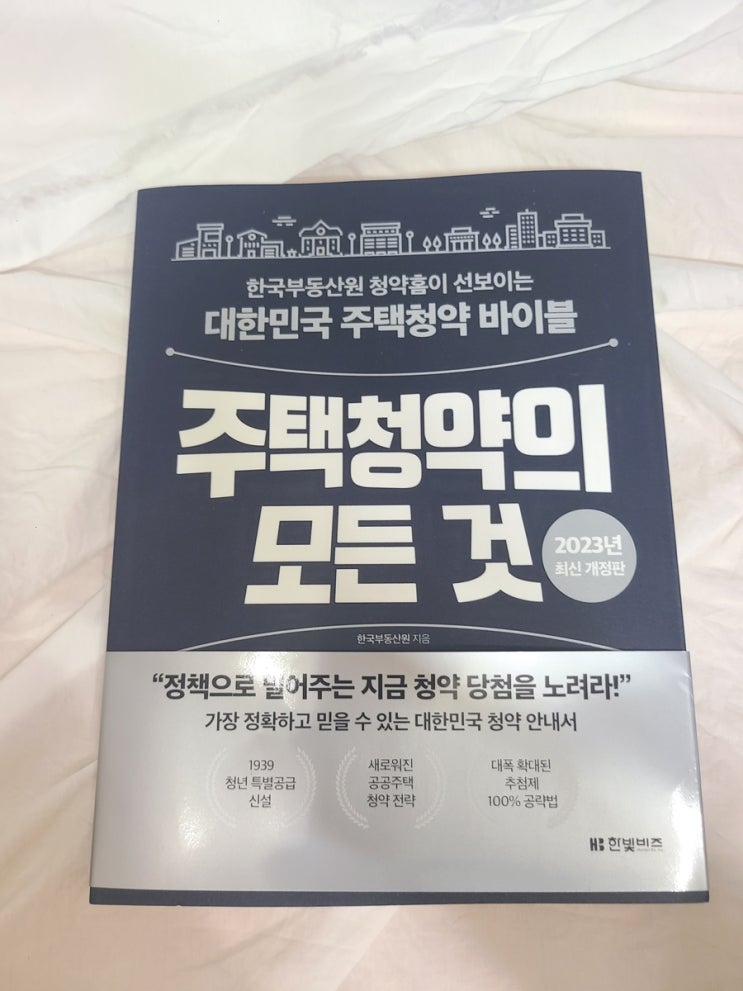 한국부동산원 청약홈이 선보이는
대한민국 주택청약 바이블
주택청약의
모든 것
2023년
최신 개정판
한국부동산원 지음
“정책으로 밀어주는 지금 청약 당첨을 노려라!”
가장 정확하고 믿을 수 있는 대한민국 청약 안내서
1939
청년 특별공급
신설
새로워진
공공주택
청약 전략
대폭 확대된
추첨제
100% 공략법
HB 한빛비즈